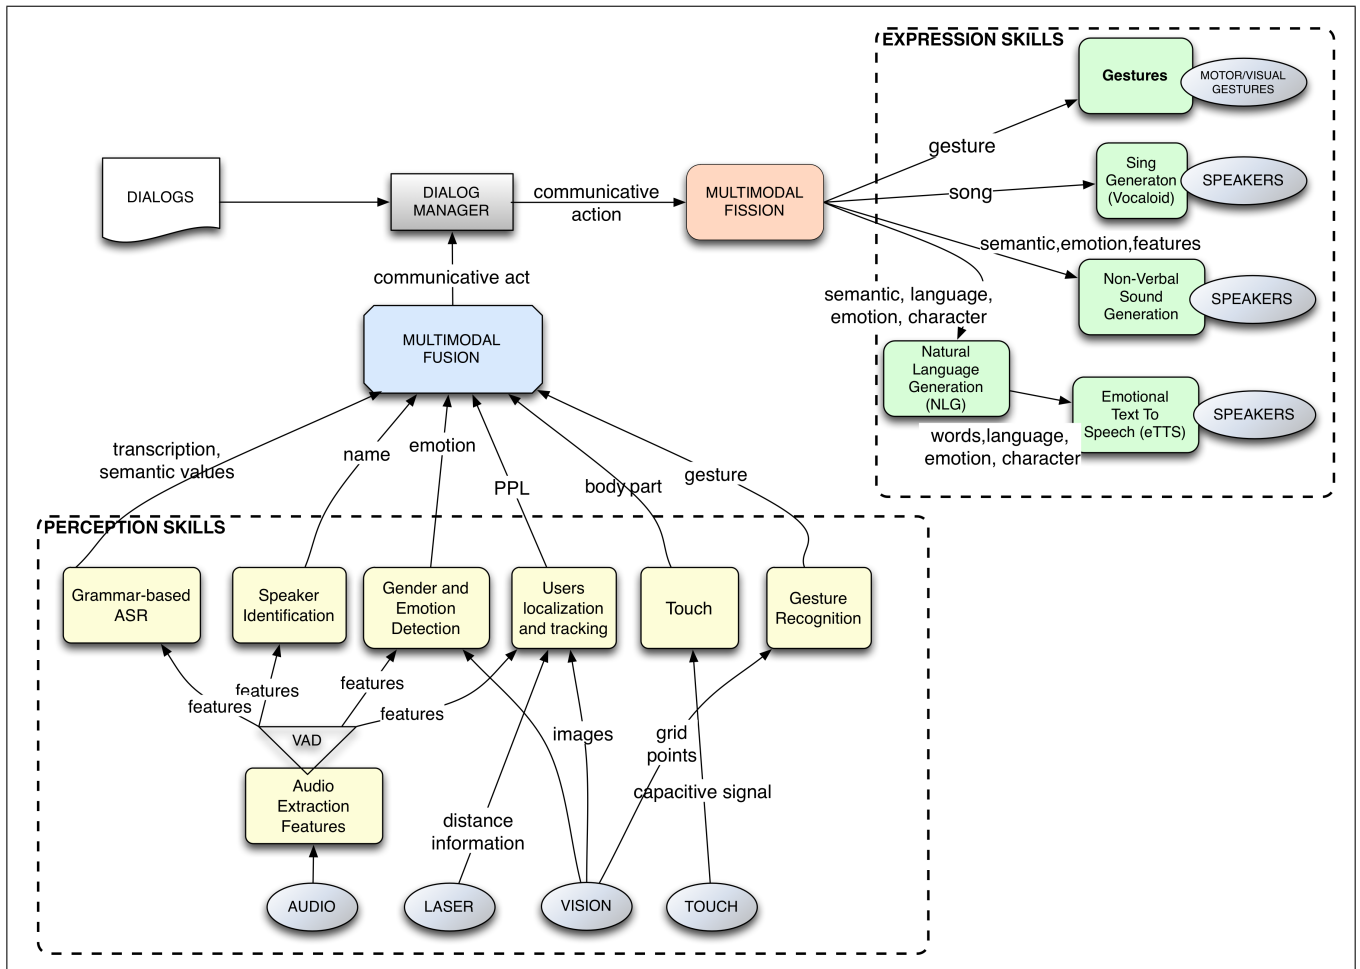 EXPRESSION SKILLS
Gestures
MOTOR/VISUAL
GESTURES
gesture
Sing
Generaton
(Vocaloid)
SPEAKERS
song
DIALOGS
DIALOG
MANAGER
communicative
action
MULTIMODAL
FISSION
semantic,emotion,features
Non-Verbal
Sound
Generation
SPEAKERS
communicative act
semantic, language,
emotion, character
MULTIMODAL
FUSION
Natural
Language
Generation
(NLG)
Emotional
Text To
Speech (eTTS)
SPEAKERS
words,language,
emotion, character
transcription,
semantic values
name
emotion
PPL
body part
gesture
PERCEPTION SKILLS
Grammar-based
ASR
Speaker
Identification
Gender and
Emotion
Detection
Users
localization
and tracking
Touch
Gesture
Recognition
features
features
features
features
VAD
images
grid
points
Audio
Extraction
Features
capacitive signal
distance
information
AUDIO
LASER
VISION
TOUCH